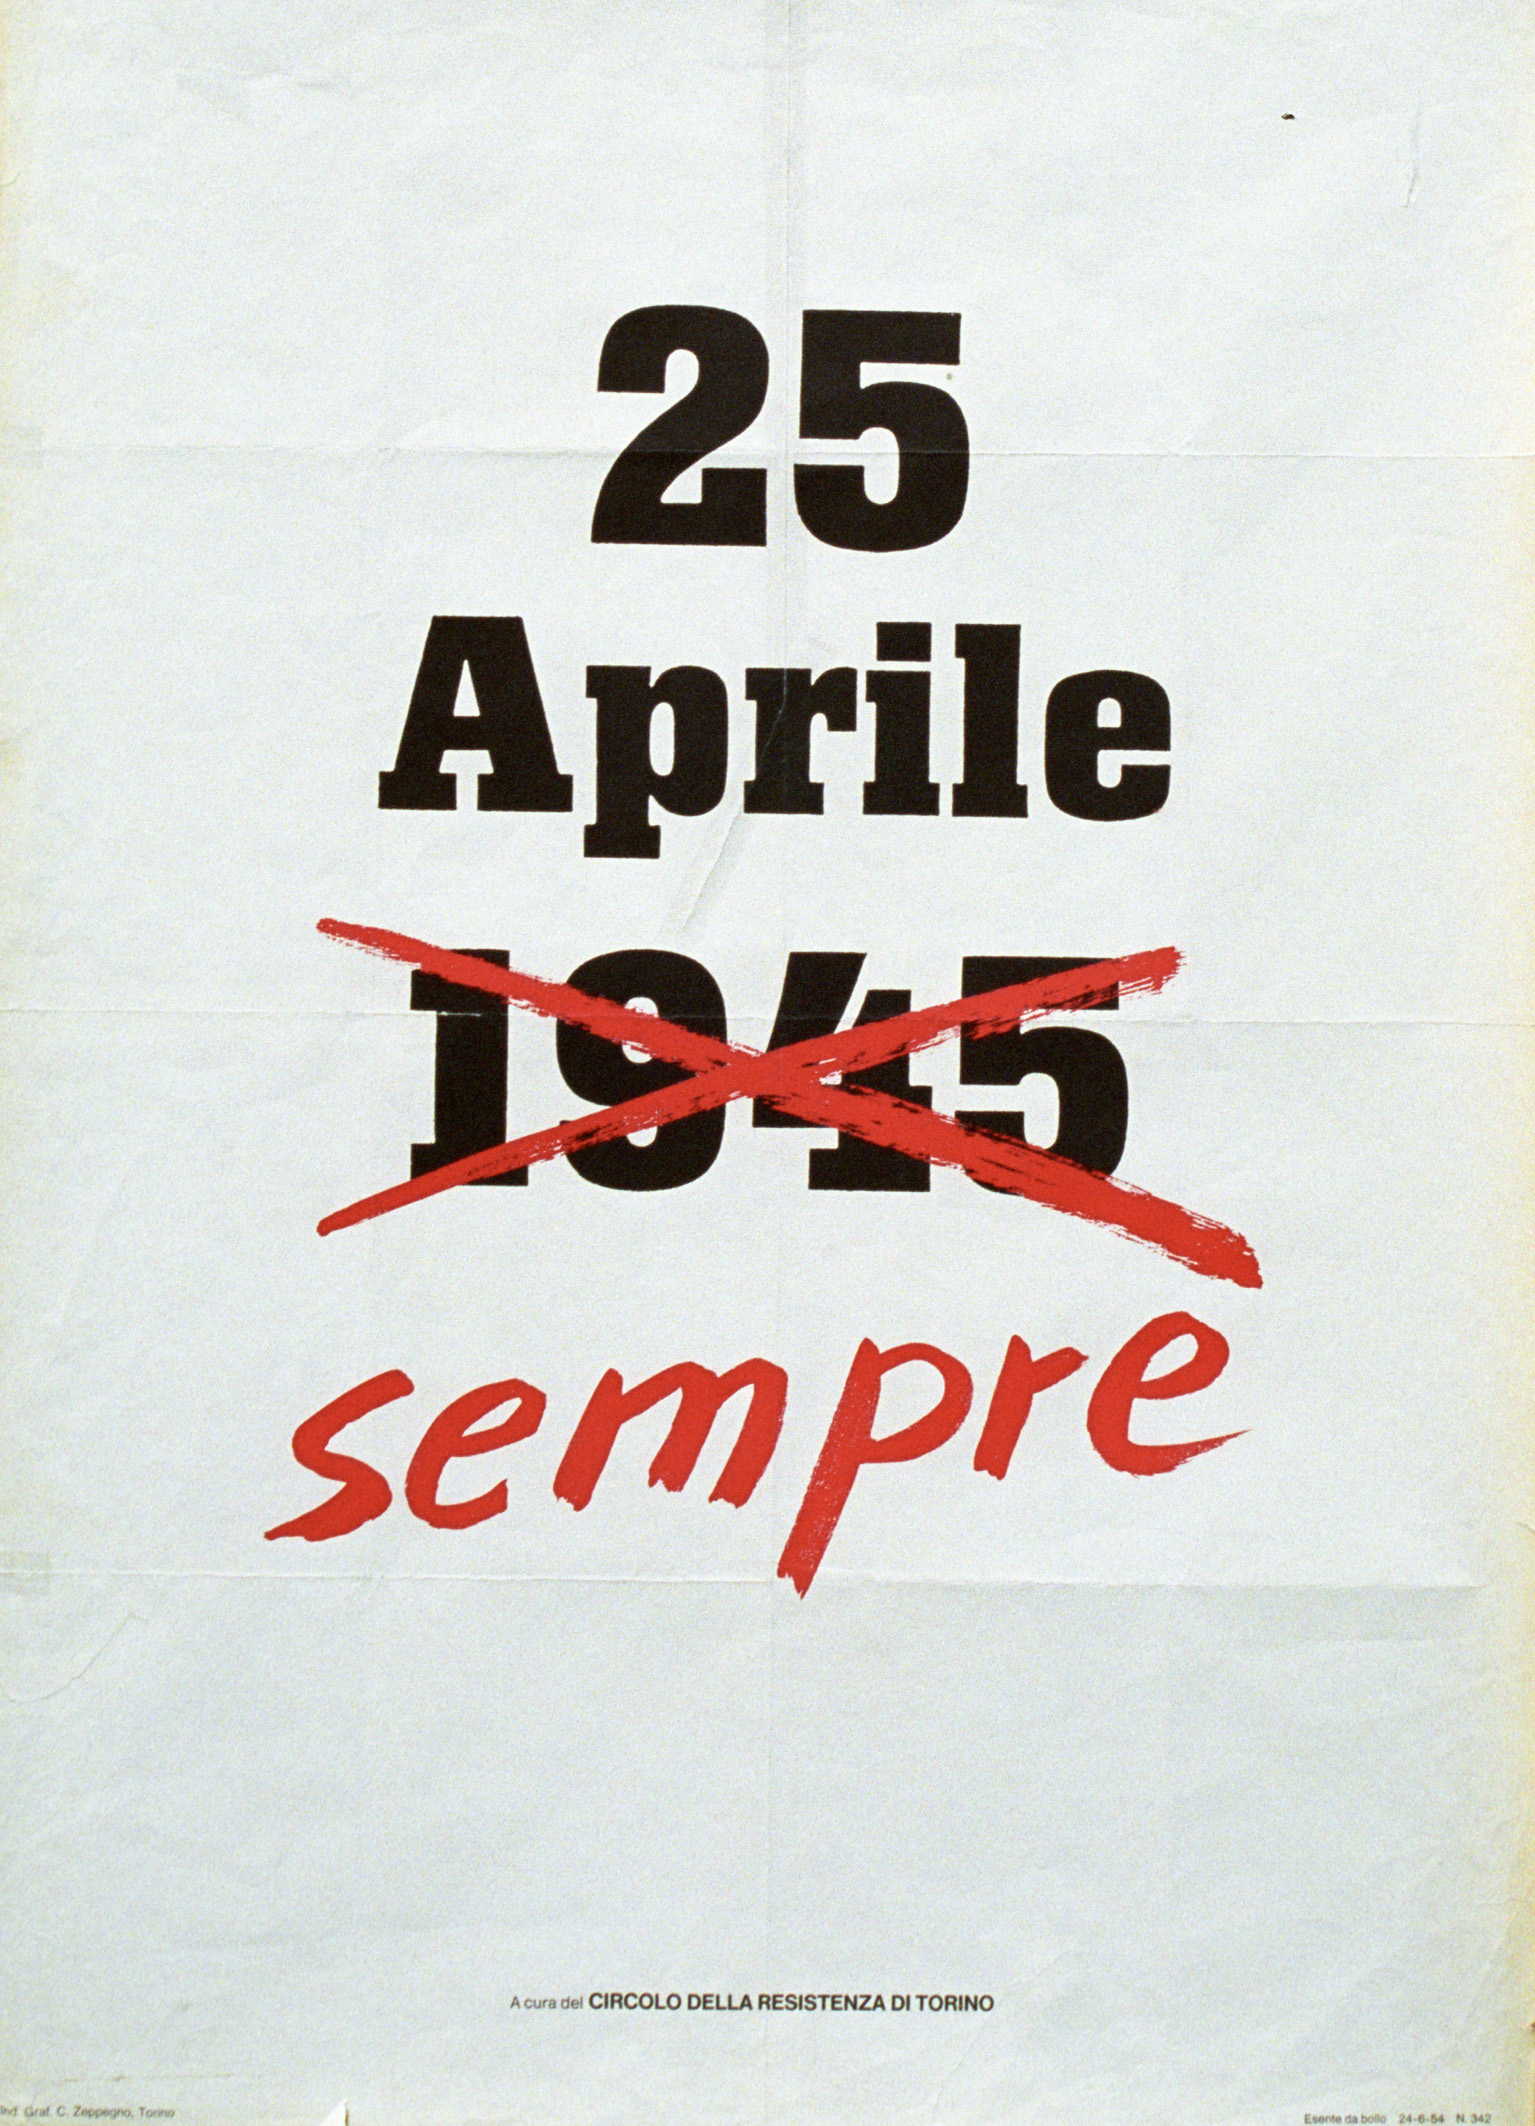 25
Aprile
1945
sempre
A cura del CIRCOLO DELLA RESISTENZA DI TORINO
Ind. Graf. C. Zeppegno, Torino
Esente da bollo 24-6-54 N. 342